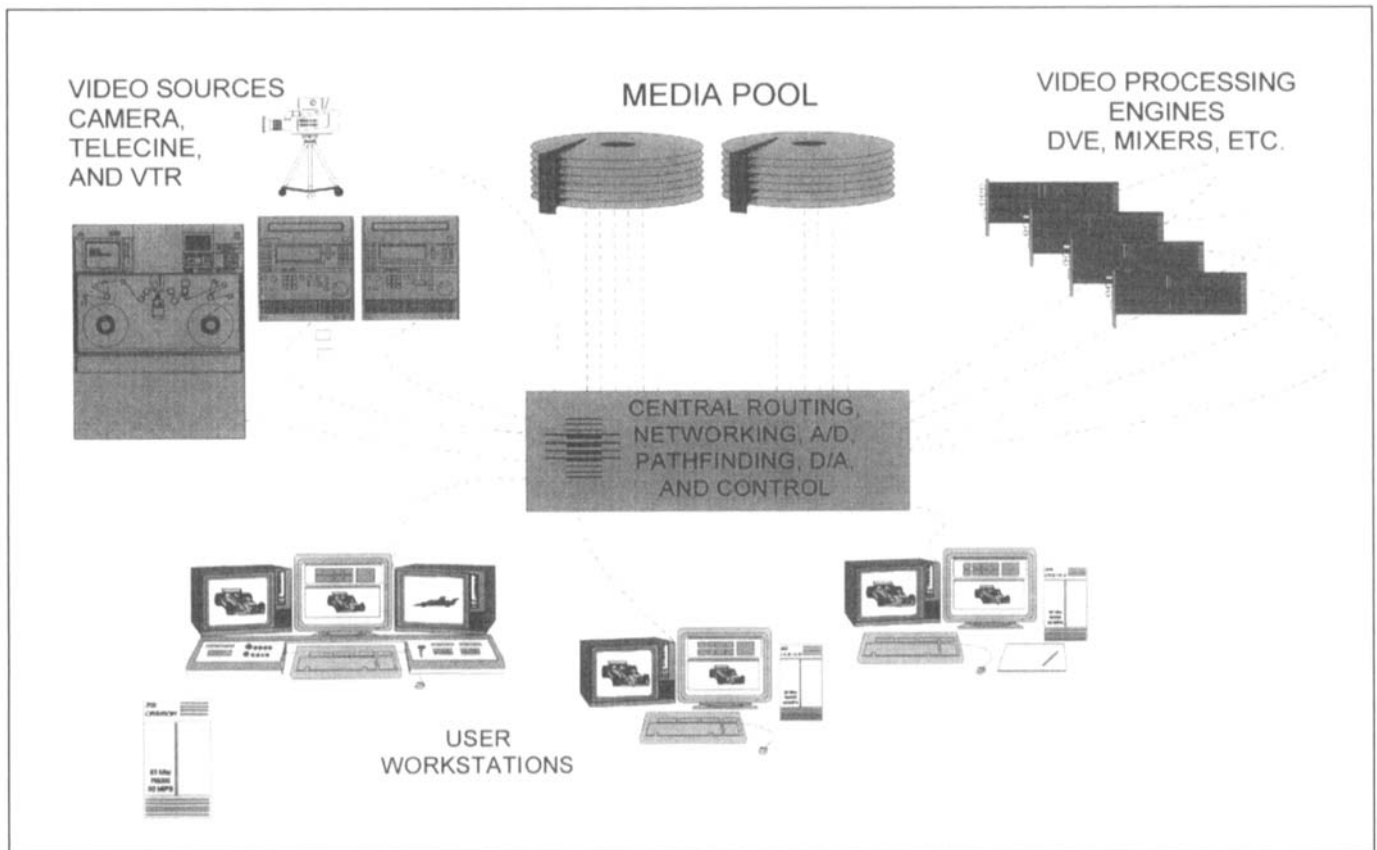 VIDEO SOURCES
CAMERA,
TELECINE,
AND VTR
MEDIA POOL
VIDEO PROCESSING
ENGINES
DVE, MIXERS, ETC.
CENTRAL ROUTING,
NETWORKING, A/D,
PATHFINDING, D/A,
AND CONTROL
USER
WORKSTATIONS